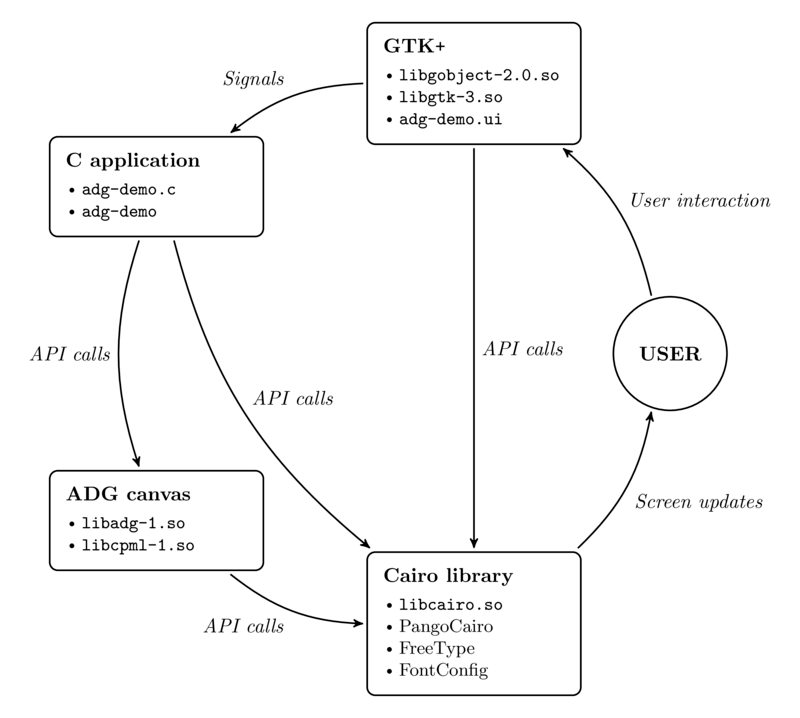 GTK+
• libgobject-2.0.so
• libgtk-3.so
• adg-demo.ui
Signals
C application
• adg-demo.c
• adg-demo
User interaction
API calls
API calls
USER
API calls
ADG canvas
• libadg-1.so
• libcpml-1.so
Screen updates
API calls
Cairo library
• libcairo.so
• PangoCairo
• FreeType
• FontConfig